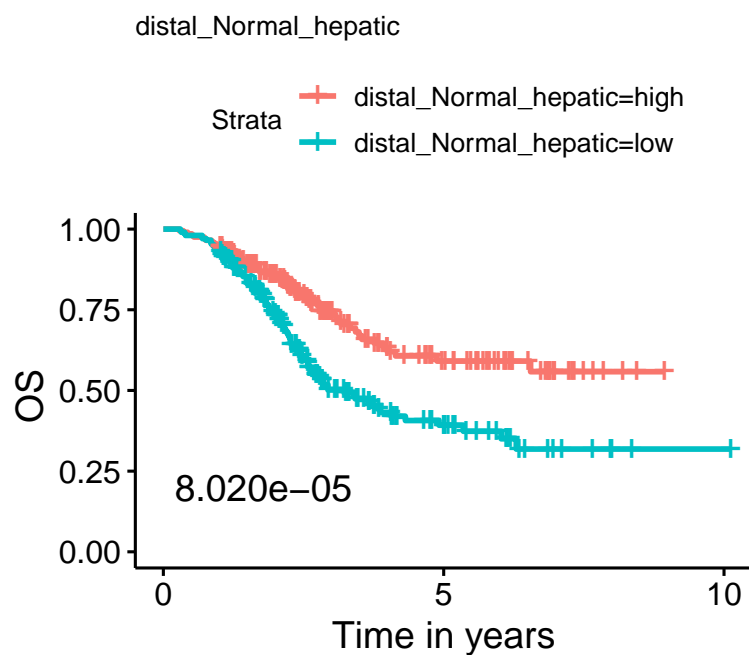 distal_Normal_hepatic
Strata
distal_Normal_hepatic=high
distal_Normal_hepatic=low
1.00
0.75
0.50
0.25
0.00
OS
8.020e−05
0 5 10
Time in years